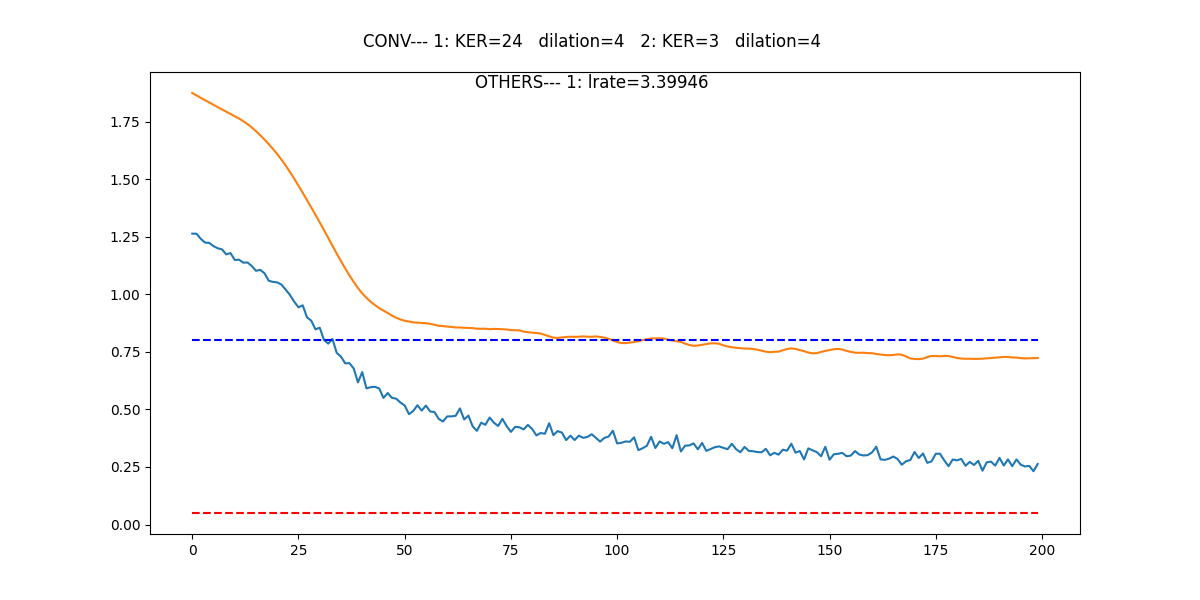 CONV--- 1: KER=24   dilation=4   2: KER=3   dilation=4
OTHERS--- 1: lrate=3.39946
1.75
1.50
1.25
1.00
0.75
0.50
0.25
0.00
0 25 50 75 100 125 150 175 200